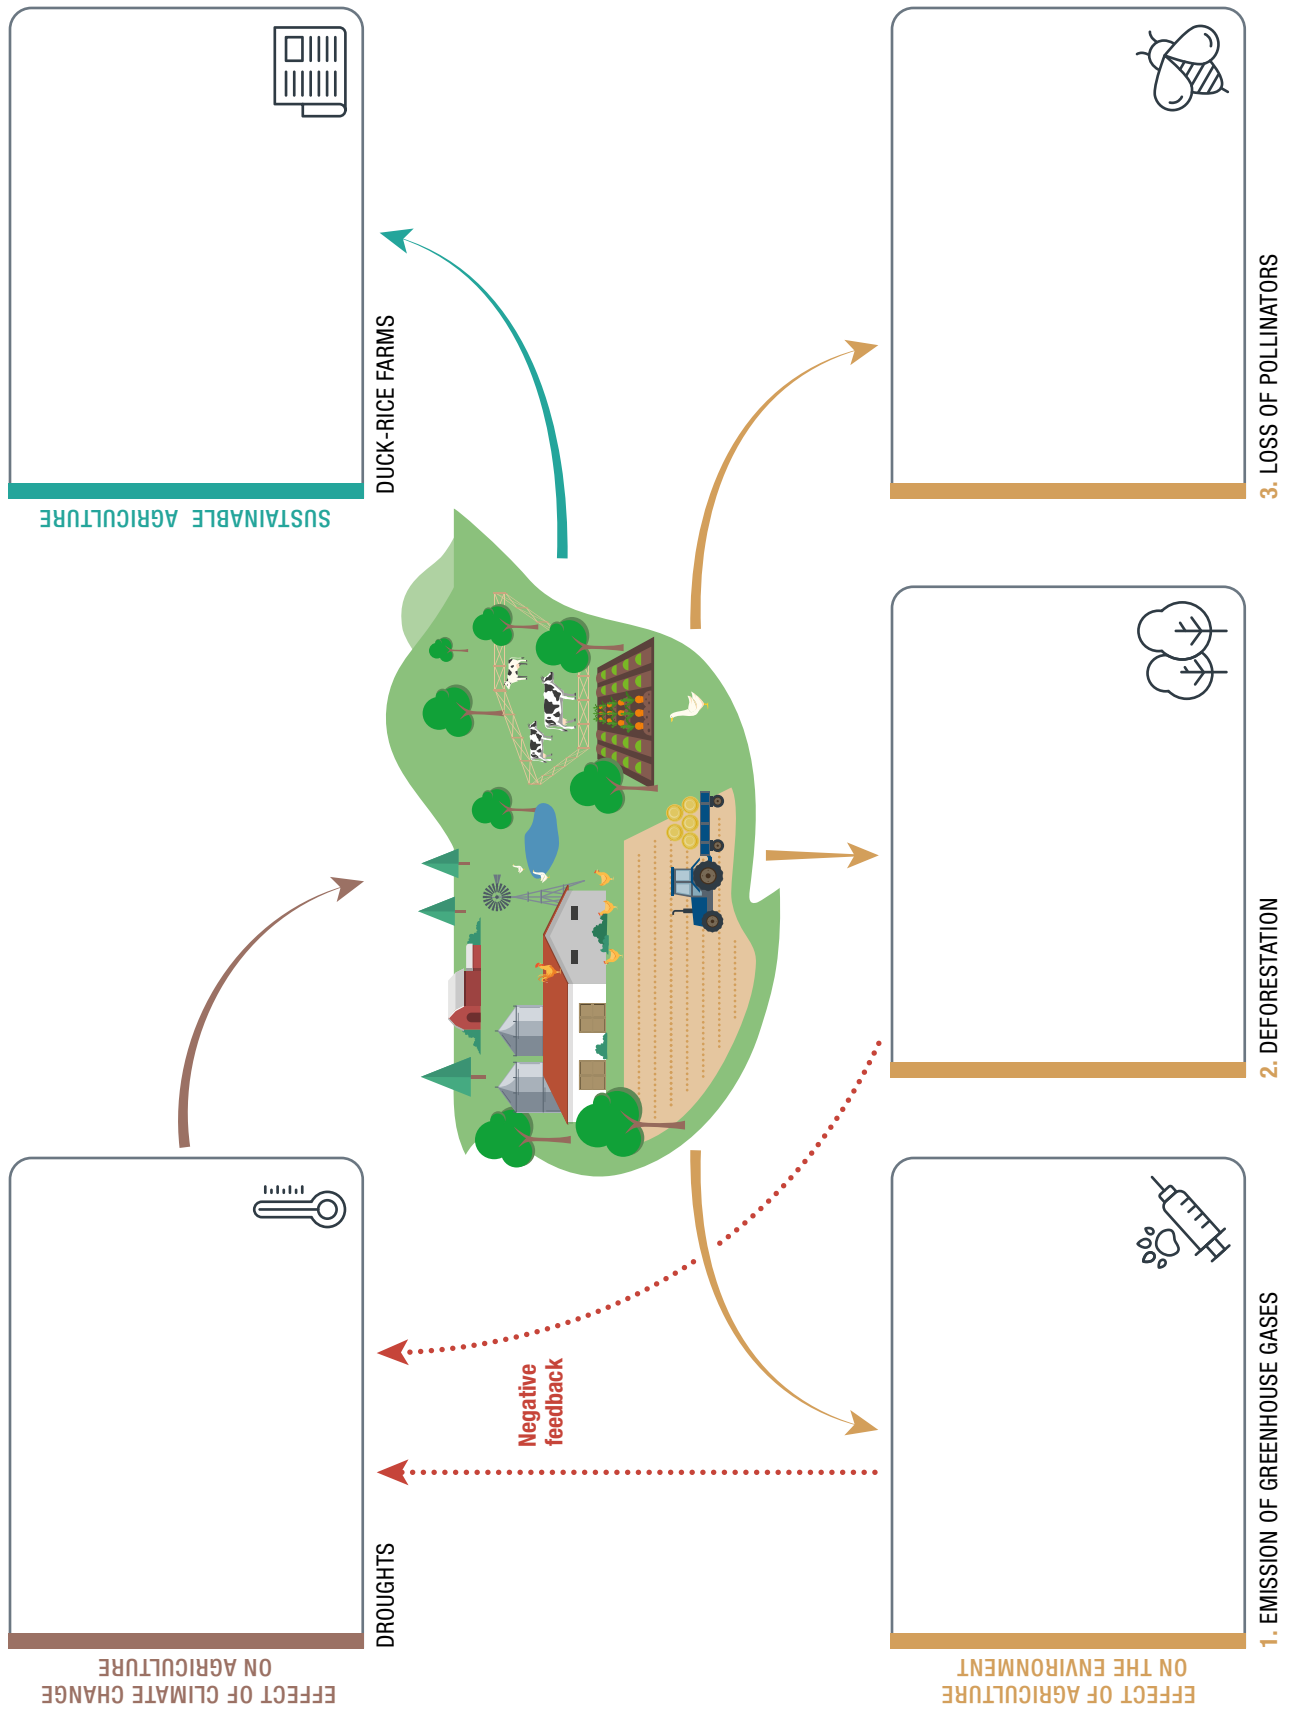 EFFECT OF CLIMATE CHANGE
ON AGRICULTURE
DROUGHTS
SUSTAINABLE AGRICULTURE
DUCK-RICE FARMS
Negative
feedback
EFFECT OF AGRICULTURE
ON THE ENVIRONMENT
1. EMISSION OF GREENHOUSE GASES
2. DEFORESTATION
3. LOSS OF POLLINATORS